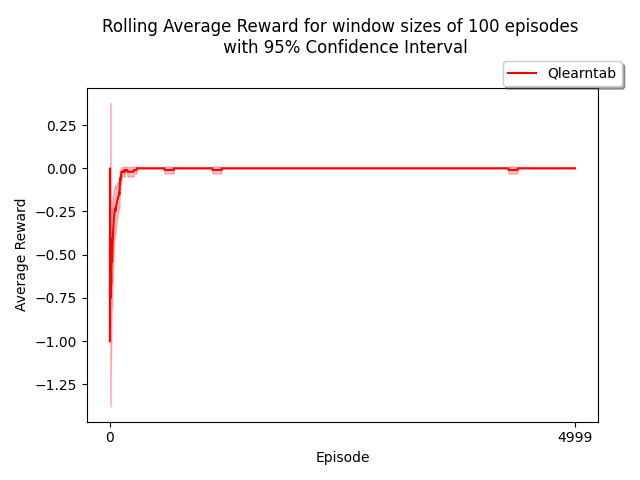 Rolling Average Reward for window sizes of 100 episodes
with 95% Confidence Interval
Qlearntab
0.25
0.00
−0.25
−0.50
−0.75
−1.00
−1.25
Average Reward
0
4999
Episode